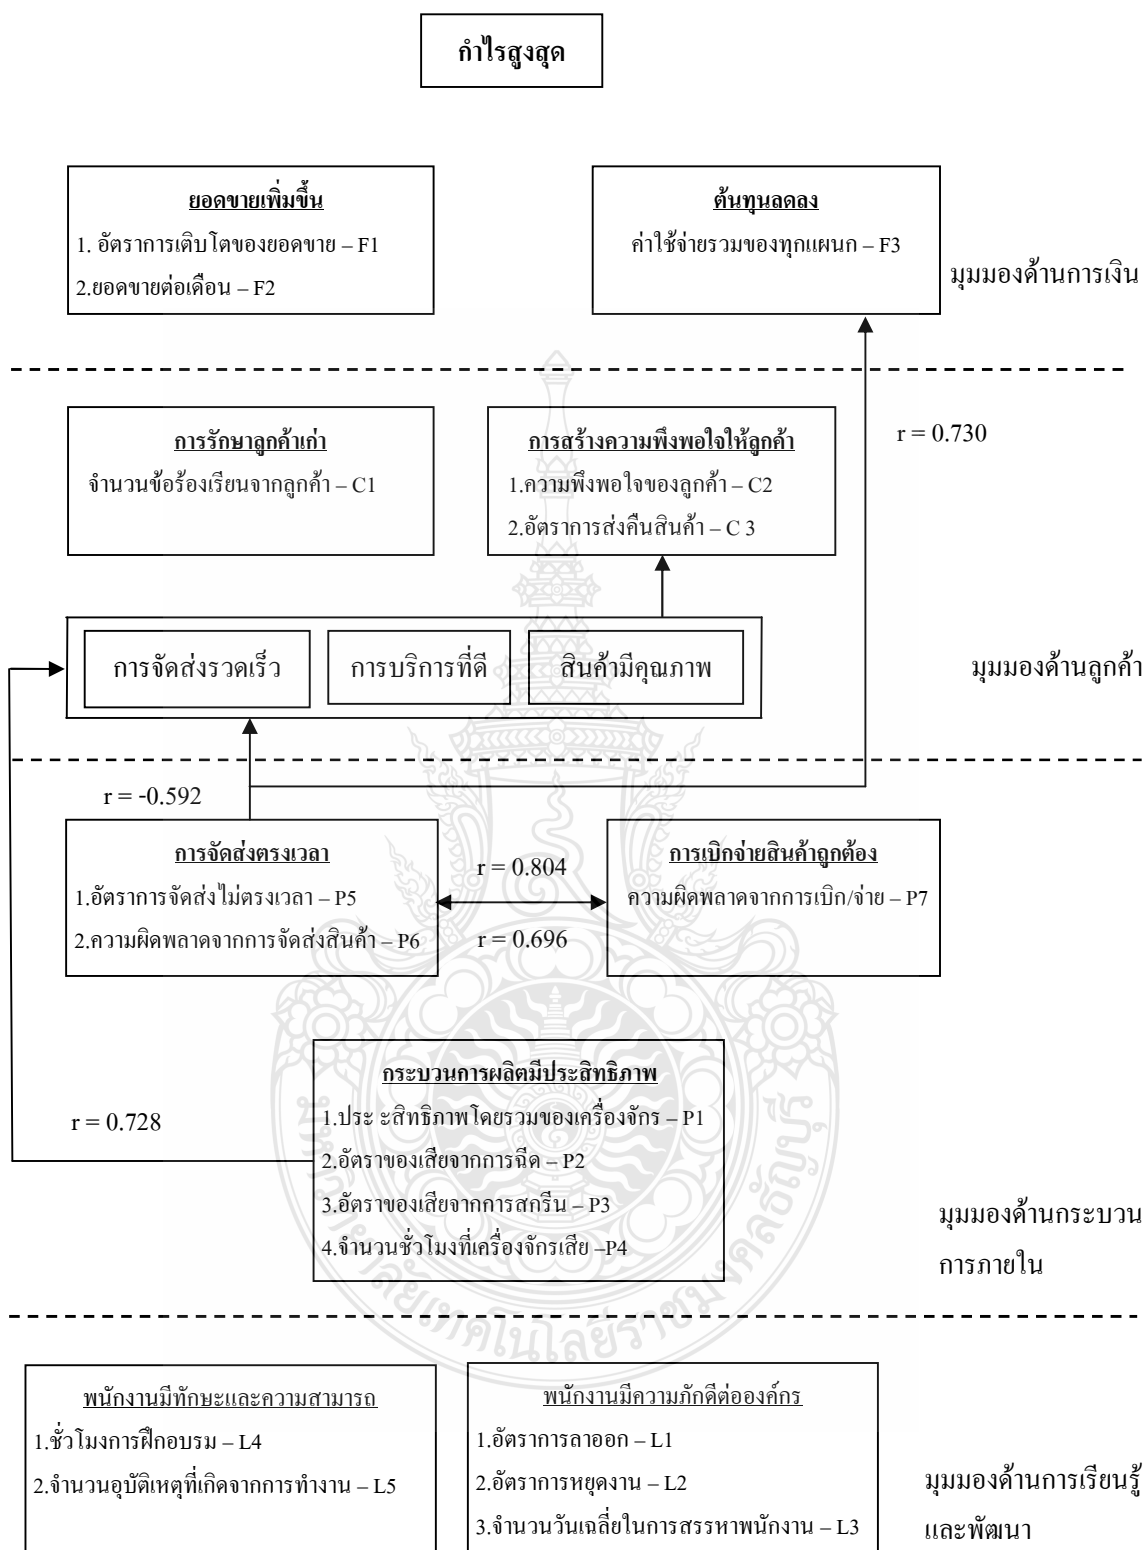 กำไรสูงสุด
ยอดขายเพิ่มขึ้น
1. อัตราการเติบโตของยอดขาย – F1
2.ยอดขายต่อเดือน – F2
ต้นทุนลดลง
ค่าใช้จ่ายรวมของทุกแผนก – F3
มุมมองด้านการเงิน
การรักษาลูกค้าเก่า
จำนวนข้อร้องเรียนจากลูกค้า – C1
การสร้างความพึงพอใจให้ลูกค้า
1.ความพึงพอใจของลูกค้า – C2
2.อัตราการส่งคืนสินค้า – C 3
r = 0.730
การจัดส่งรวดเร็ว
การบริการที่ดี
สินค้ามีคุณภาพ
มุมมองด้านลูกค้า
r = -0.592
การจัดส่งตรงเวลา
1.อัตราการจัดส่งไม่ตรงเวลา – P5
2.ความผิดพลาดจากการจัดส่งสินค้า – P6
r = 0.804
r = 0.696
การเบิกจ่ายสินค้าถูกต้อง
ความผิดพลาดจากการเบิก/จ่าย – P7
r = 0.728
กระบวนการผลิตมีประสิทธิภาพ
1.ประ ะสิทธิภาพโดยรวมของเครื่องจักร – P1
2.อัตราของเสียจากการฉีด – P2
3.อัตราของเสียจากการสกรีน – P3
4.จำนวนชั่วโมงที่เครื่องจักรเสีย –P4
มุมมองด้านกระบวน
การภายใน
มหาวิทยาลัยเทคโนโลยีราชมงคลธัญบุรี
พนักงานมีทักษะและความสามารถ
1.ชั่วโมงการฝึกอบรม – L4
2.จำนวนอุบัติเหตุที่เกิดจากการทำงาน – L5
พนักงานมีความภักดีต่อองค์กร
1.อัตราการลาออก – L1
2.อัตราการหยุดงาน – L2
3.จำนวนวันเฉลี่ยในการสรรหาพนักงาน – L3
มุมมองด้านการเรียนรู้
และพัฒนา